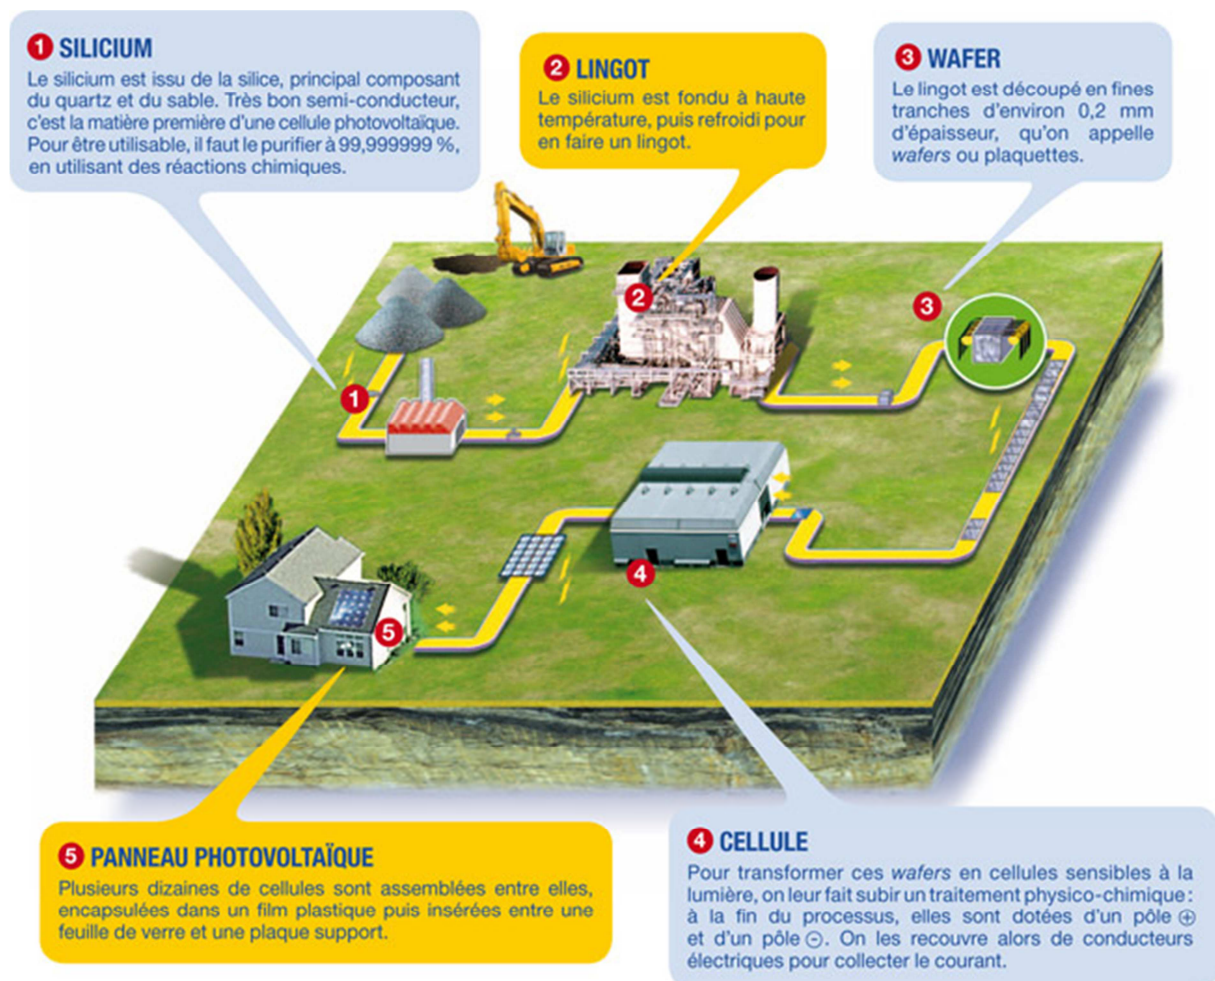 1 SILICIUM
Le silicium est issu de la silice, principal composant
du quartz et du sable. Très bon semi-conducteur,
c'est la matière première d'une cellule photovoltaïque.
Pour être utilisable, il faut le purifier à 99,999999 %,
en utilisant des réactions chimiques.
2 LINGOT
Le silicium est fondu à haute
température, puis refroidi pour
en faire un lingot.
3 WAFER
Le lingot est découpé en fines
tranches d'environ 0,2 mm
d'épaisseur, qu'on appelle
wafers ou plaquettes.
2
3
1
4
5
5 PANNEAU PHOTOVOLTAÏQUE
Plusieurs dizaines de cellules sont assemblées entre elles,
encapsulées dans un film plastique puis insérées entre une
feuille de verre et une plaque support.
4 CELLULE
Pour transformer ces wafers en cellules sensibles à la
lumière, on leur fait subir un traitement physico-chimique :
à la fin du processus, elles sont dotées d'un pôle ⊕
et d'un pôle ⊖. On les recouvre alors de conducteurs
électriques pour collecter le courant.